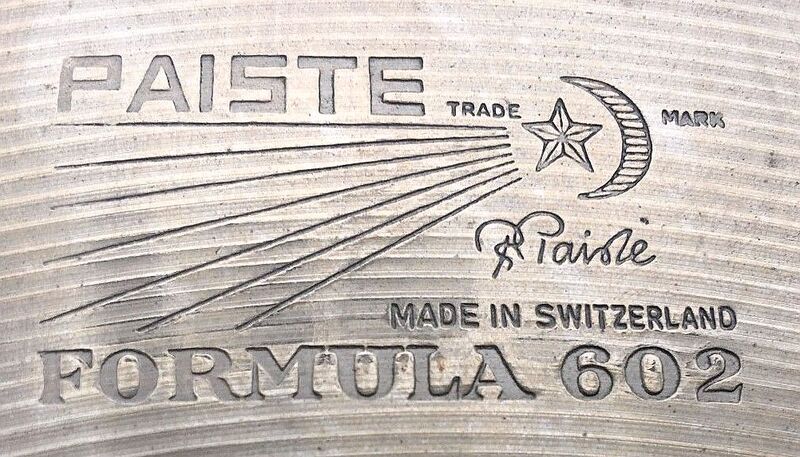 PAISTE
TRADE MARK
Paiste
MADE IN SWITZERLAND
FORMULA 602